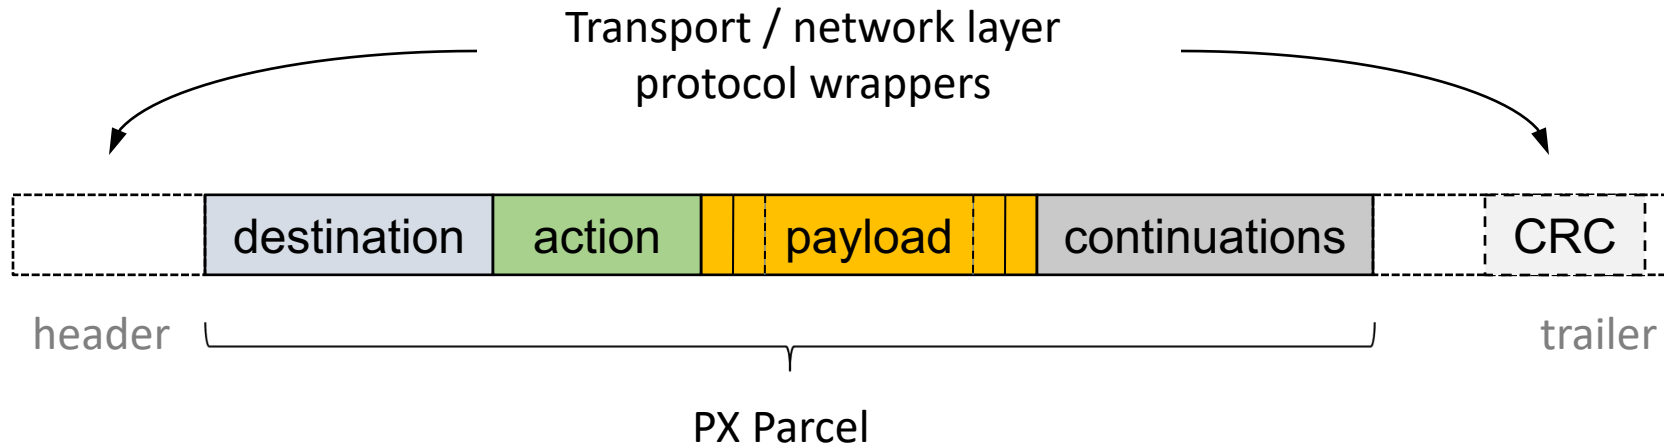 Transport / network layer
protocol wrappers
destination action payload continuations CRC
header trailer
PX Parcel